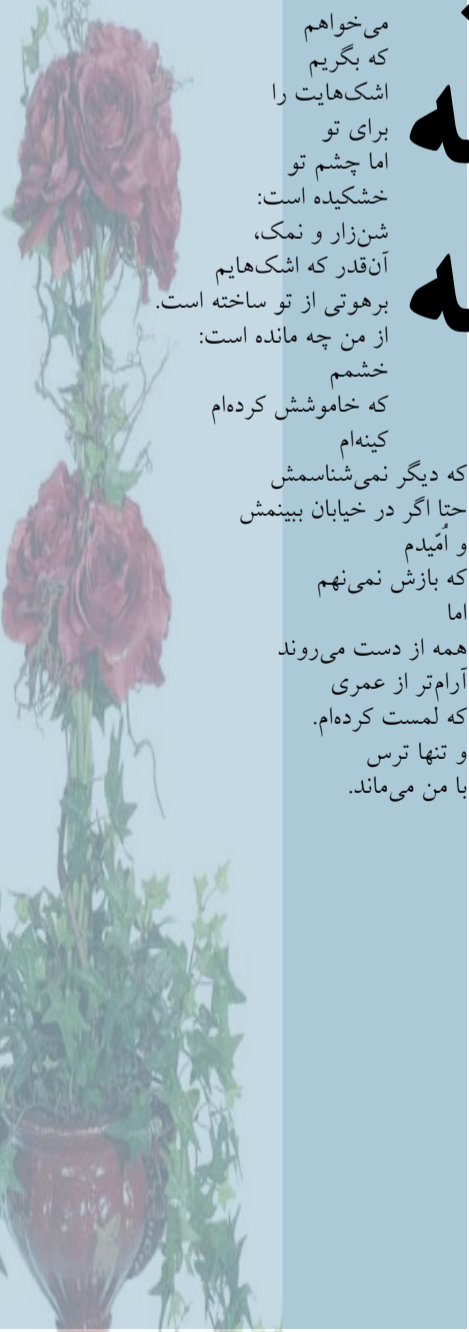 می‌خواهم
که بگریم
اشک‌هایت را
برای تو
اما چشم تو
خشکیده است:
شن‌زار و نمک،
آن‌قدر که اشک‌هایم
برهوتی از تو ساخته است.
از من چه مانده است:
خشمم
که خاموشش کرده‌ام
کینه‌ام
که دیگر نمی‌شناسمش
حتا اگر در خیابان ببینمش
و اُمّیدم
که بازش نمی‌نهم
اما
همه از دست می‌روند
آرام‌تر از عمری
که لمست کرده‌ام.
و تنها ترس
با من می‌ماند.